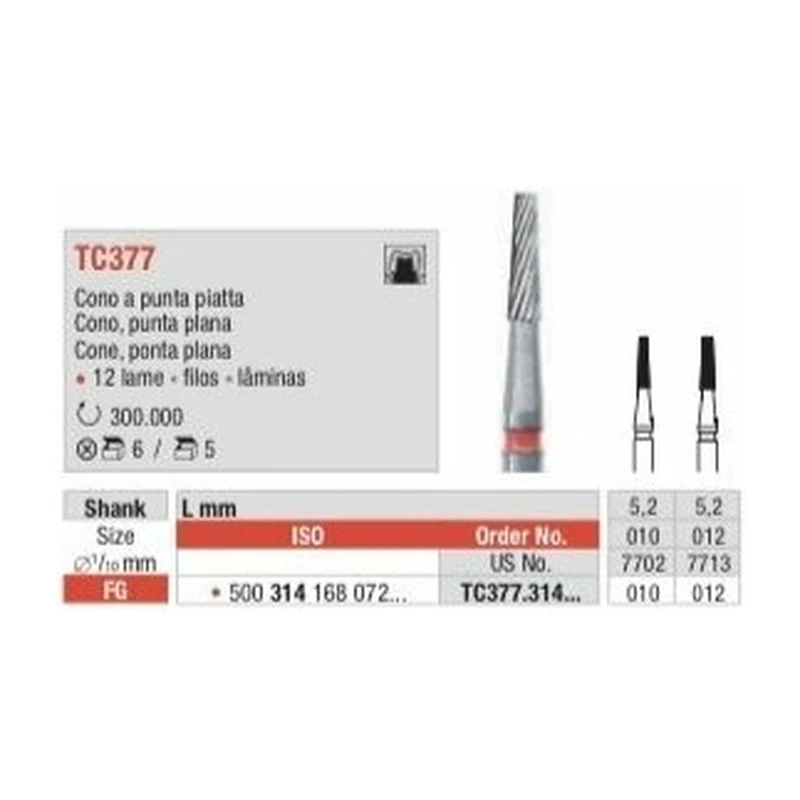 TC377
Cono a punta piatta
Cono, punta plana
Cone, ponta plana
• 12 lame • filos • lâminas
300.000
6 / 5
Shank L mm 5,2 5,2
Size ISO Order No. 010 012
∅ 1/10 mm US No. 7702 7713
FG • 500 314 168 072... TC377.314... 010 012